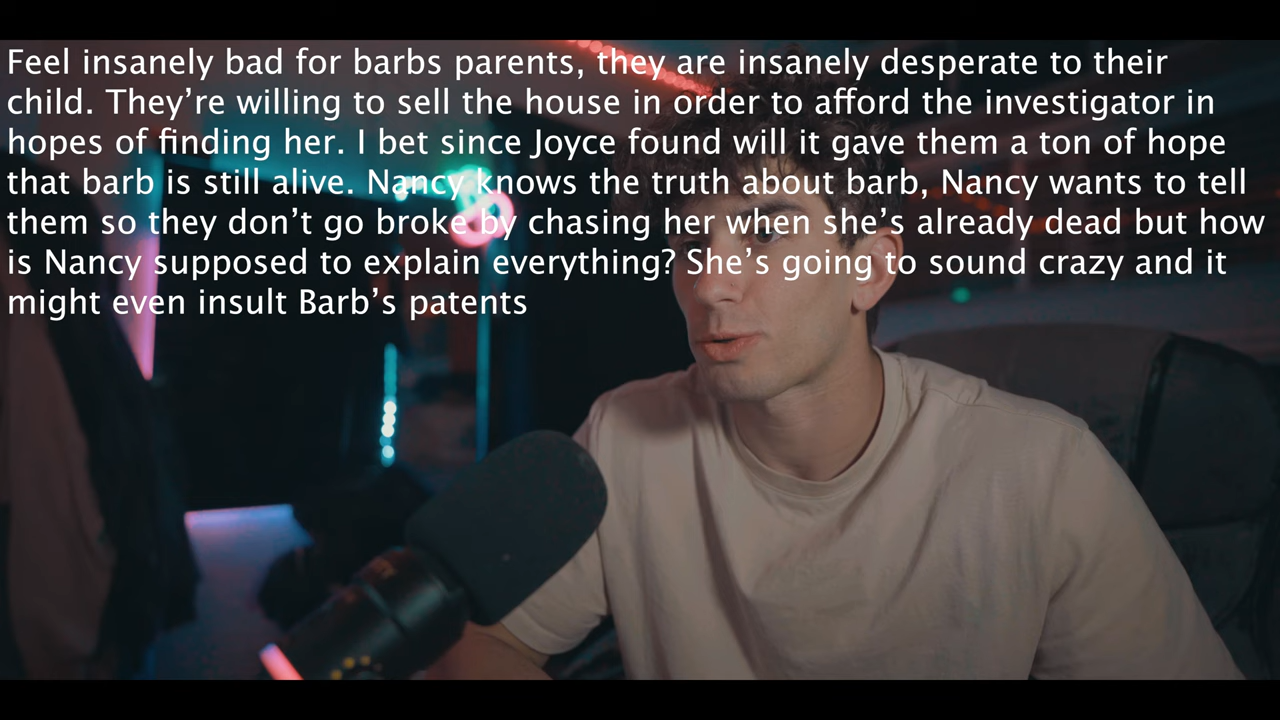 Feel insanely bad for barbs parents, they are insanely desperate to their
child. They’re willing to sell the house in order to afford the investigator in
hopes of finding her. I bet since Joyce found will it gave them a ton of hope
that barb is still alive. Nancy knows the truth about barb, Nancy wants to tell
them so they don’t go broke by chasing her when she’s already dead but how
is Nancy supposed to explain everything? She’s going to sound crazy and it
might even insult Barb’s patents